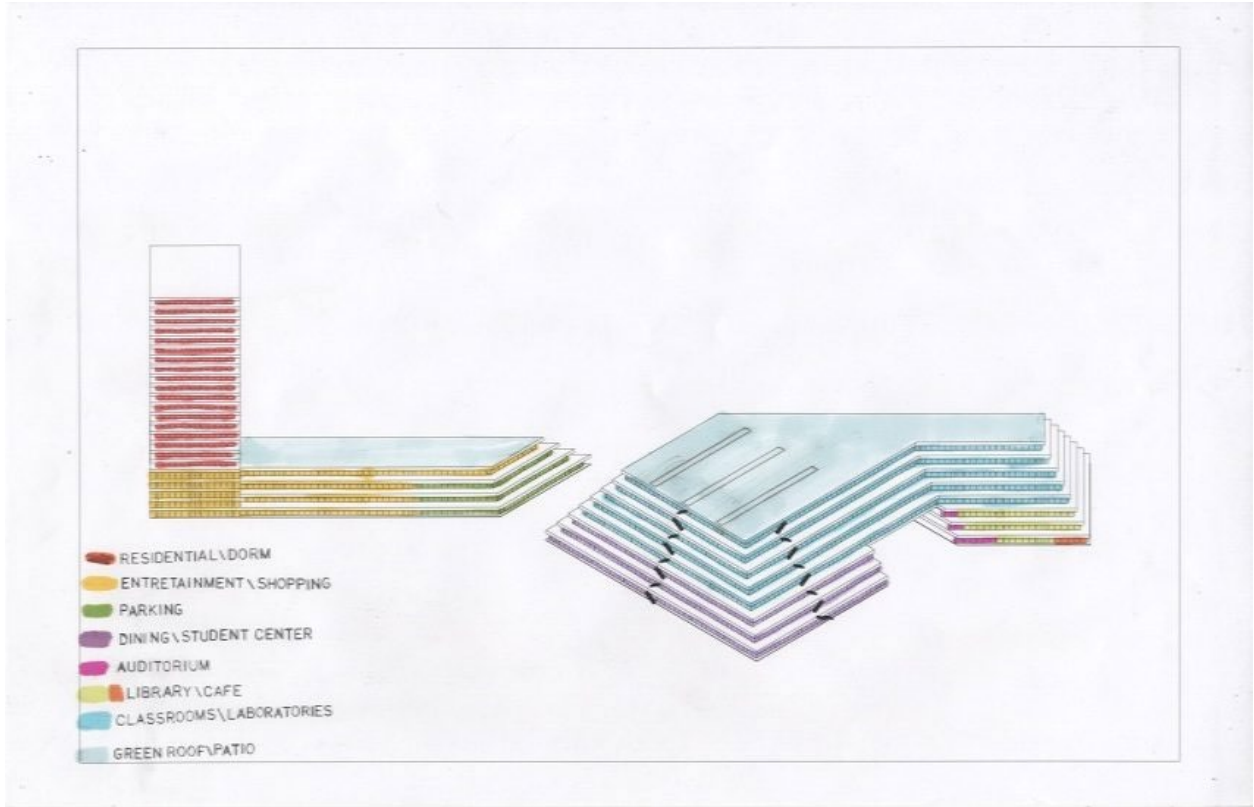 RESIDENTIAL\DORM
ENTRETAINMENT\SHOPPING
PARKING
DINING\STUDENT CENTER
AUDITORIUM
LIBRARY\CAFE
CLASSROOMS\LABORATORIES
GREEN ROOF\PATIO